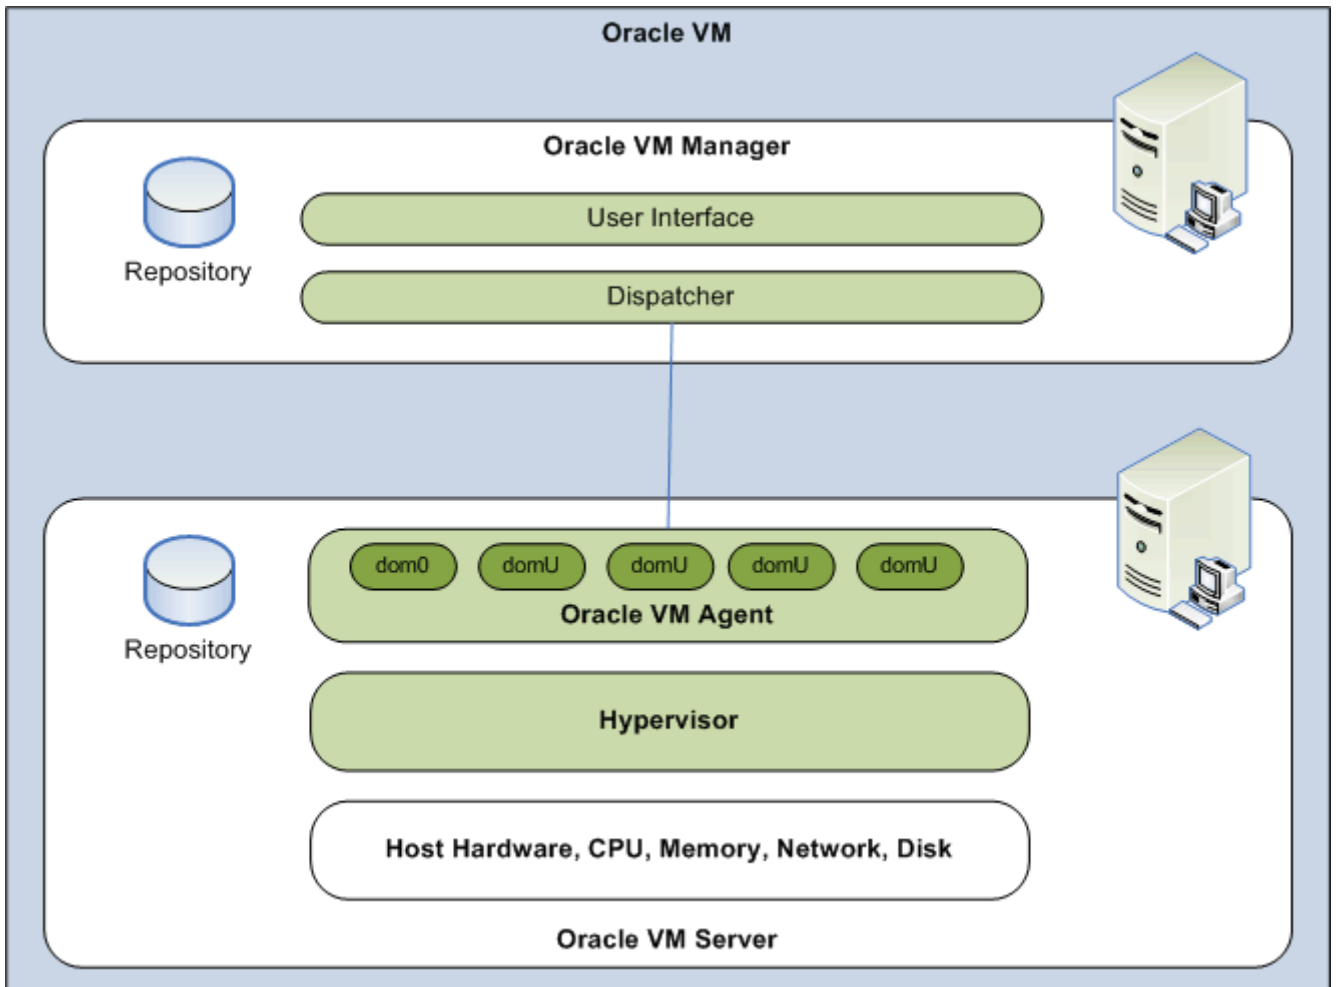 Oracle VM
Oracle VM Manager
User Interface
Repository
Dispatcher
dom0 domU domU domU domU
Oracle VM Agent
Repository
Hypervisor
Host Hardware, CPU, Memory, Network, Disk
Oracle VM Server